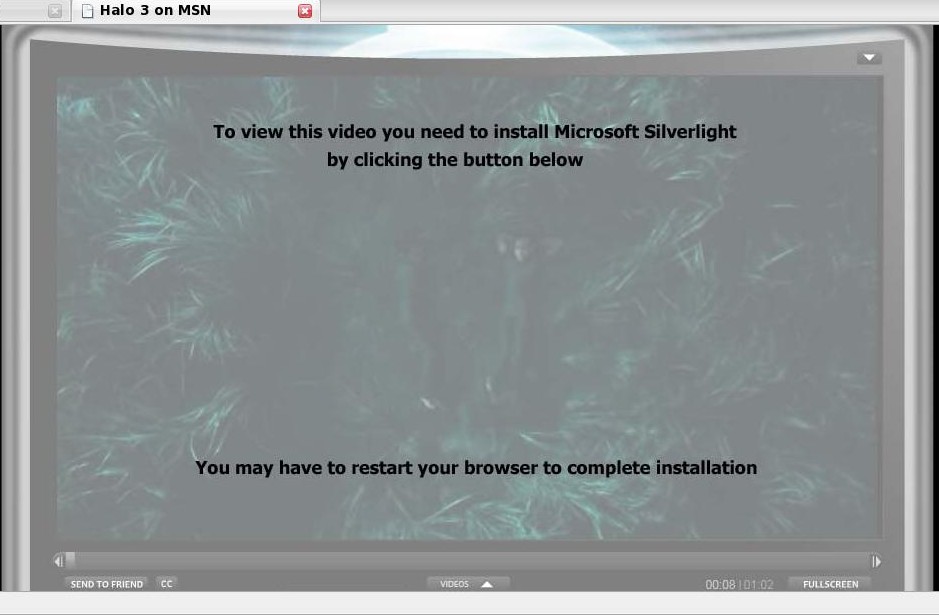 Halo 3 on MSN
To view this video you need to install Microsoft Silverlight
by clicking the button below
You may have to restart your browser to complete installation
SEND TO FRIEND CC VIDEOS 00:08 | 01:02 FULLSCREEN